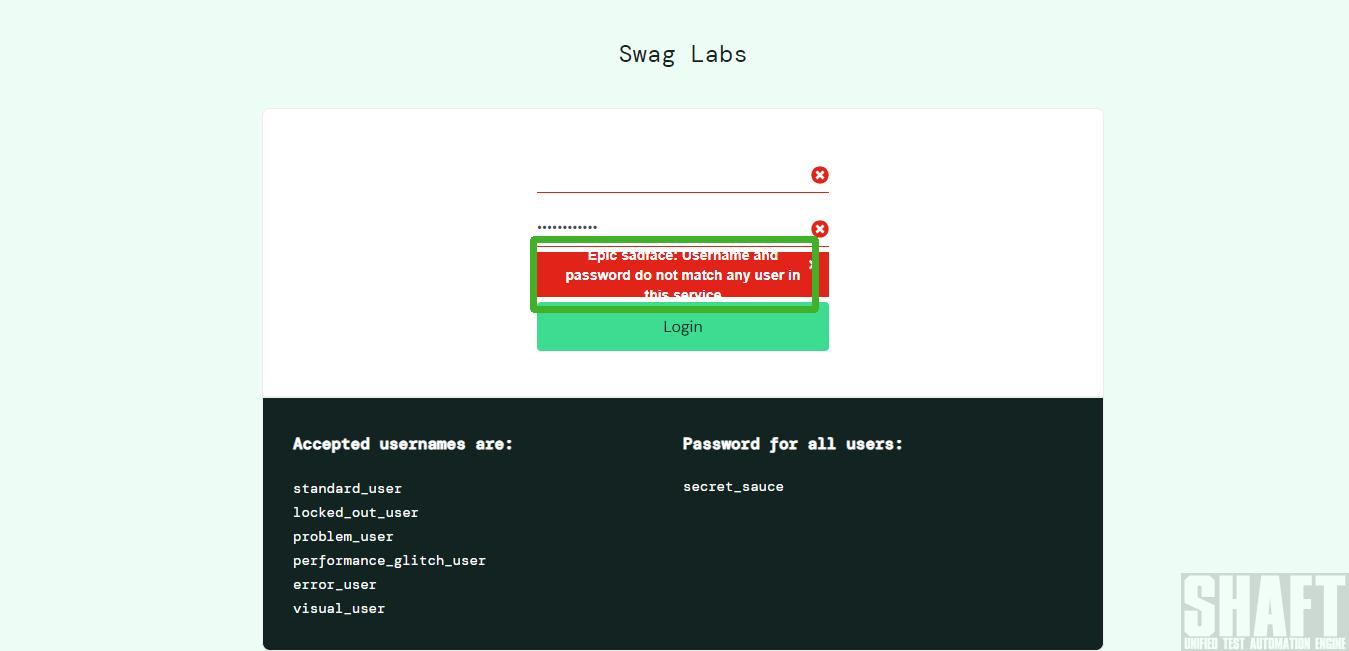 Swag Labs
••••••••••••
Epic sadface: Username and
password do not match any user in
this service
Login
Accepted usernames are:
standard_user
locked_out_user
problem_user
performance_glitch_user
error_user
visual_user
Password for all users:
secret_sauce
SHAFT
UNIFIED TEST AUTOMATION ENGINE